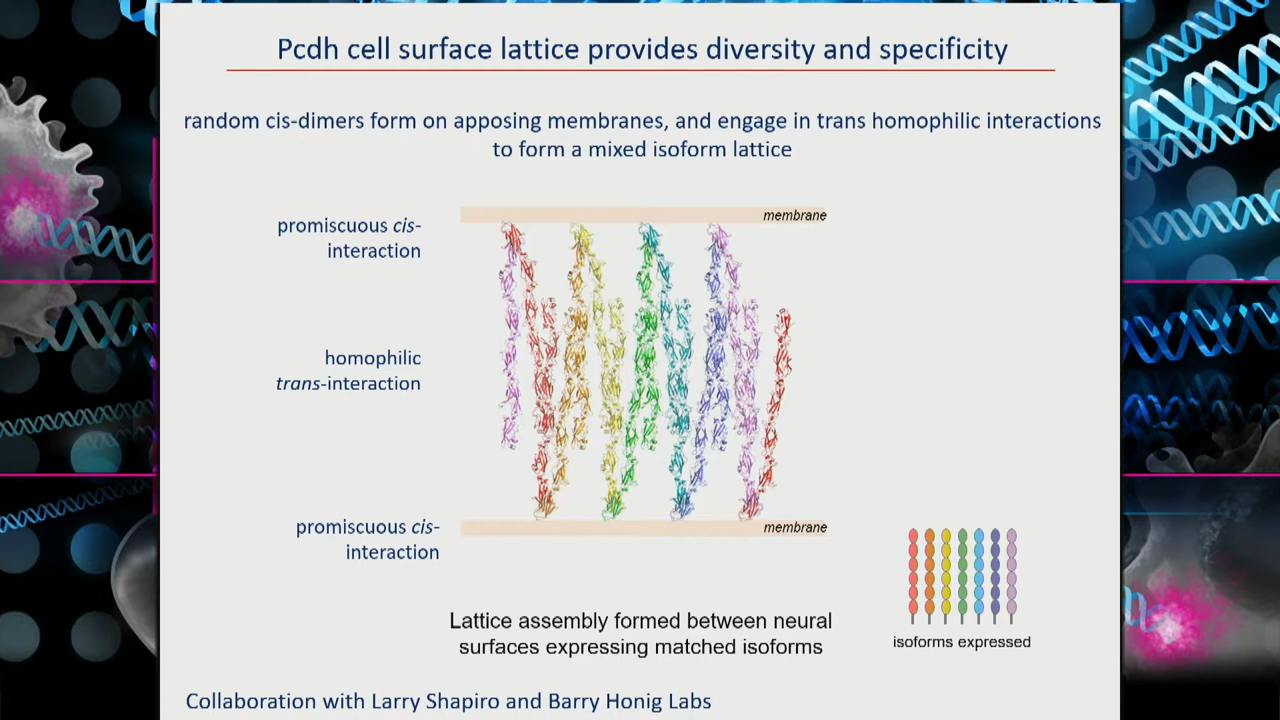 Pcdh cell surface lattice provides diversity and specificity
random cis-dimers form on apposing membranes, and engage in trans homophilic interactions
to form a mixed isoform lattice
membrane
promiscuous cis-
interaction
homophilic
trans-interaction
promiscuous cis-
interaction
membrane
isoforms expressed
Lattice assembly formed between neural
surfaces expressing matched isoforms
Collaboration with Larry Shapiro and Barry Honig Labs